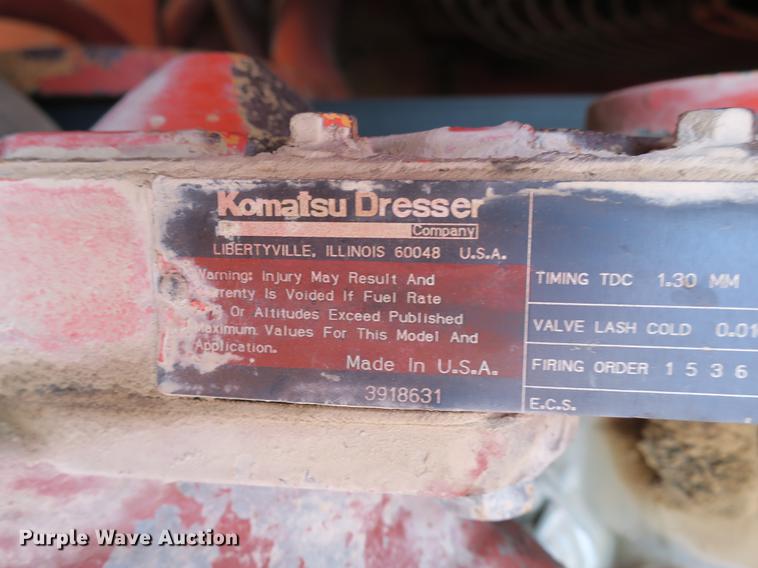 Komatsu Dresser
Company
LIBERTYVILLE, ILLINOIS 60048 U.S.A.
Warning: Injury May Result And
Is Voided If Fuel Rate
Or Altitudes Exceed Published
Maximum Values For This Model And
Application.
Made In U.S.A.
3918631
TIMING TDC 1.30 MM
VALVE LASH COLD 0.01
FIRING ORDER 1 5 3 6
E.C.S.
Purple Wave Auction